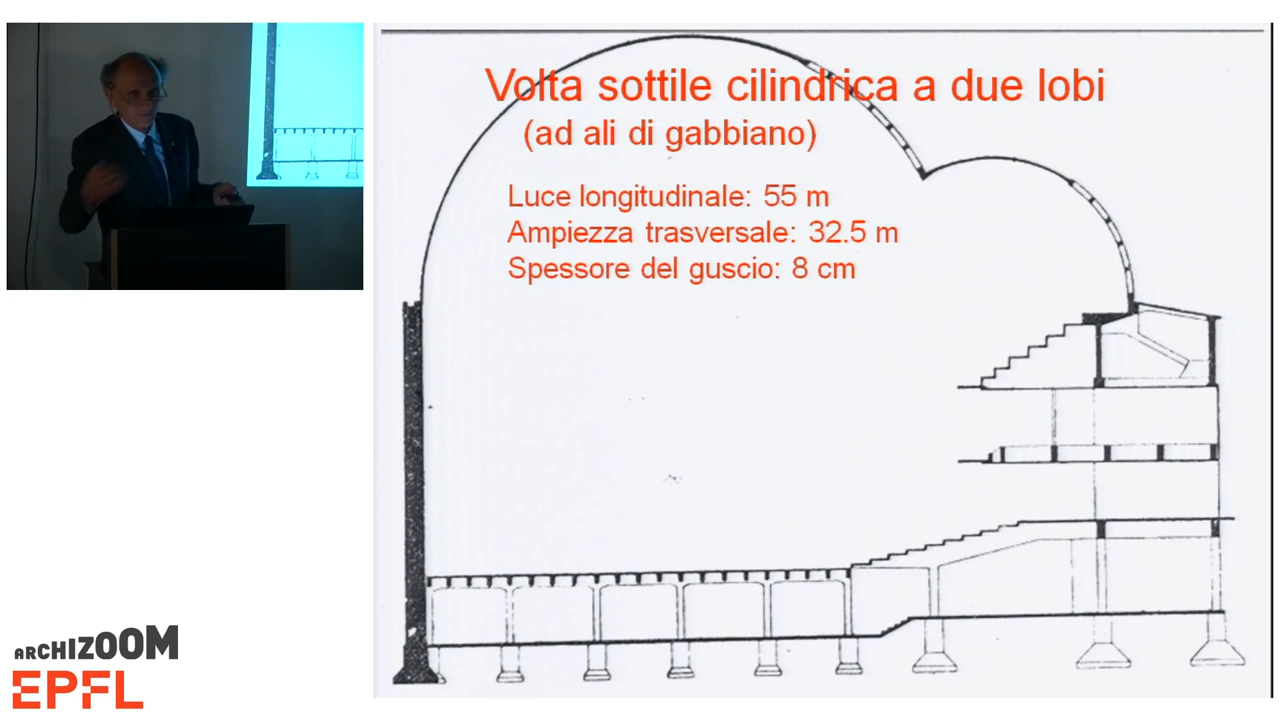 Volta sottile cilindrica a due lobi
(ad ali di gabbiano)
Luce longitudinale: 55 m
Ampiezza trasversale: 32.5 m
Spessore del guscio: 8 cm
ARCHIZOOM
EPFL